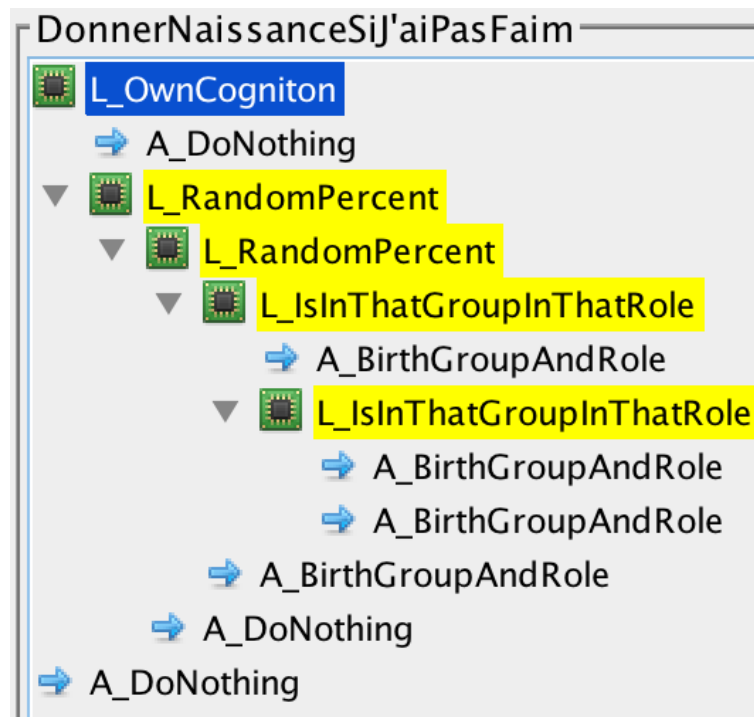 DonnerNaissanceSiJ'aiPasFaim
L_OwnCogniton
A_DoNothing
L_RandomPercent
L_RandomPercent
L_IsInThatGroupInThatRole
A_BirthGroupAndRole
L_IsInThatGroupInThatRole
A_BirthGroupAndRole
A_BirthGroupAndRole
A_BirthGroupAndRole
A_DoNothing
A_DoNothing